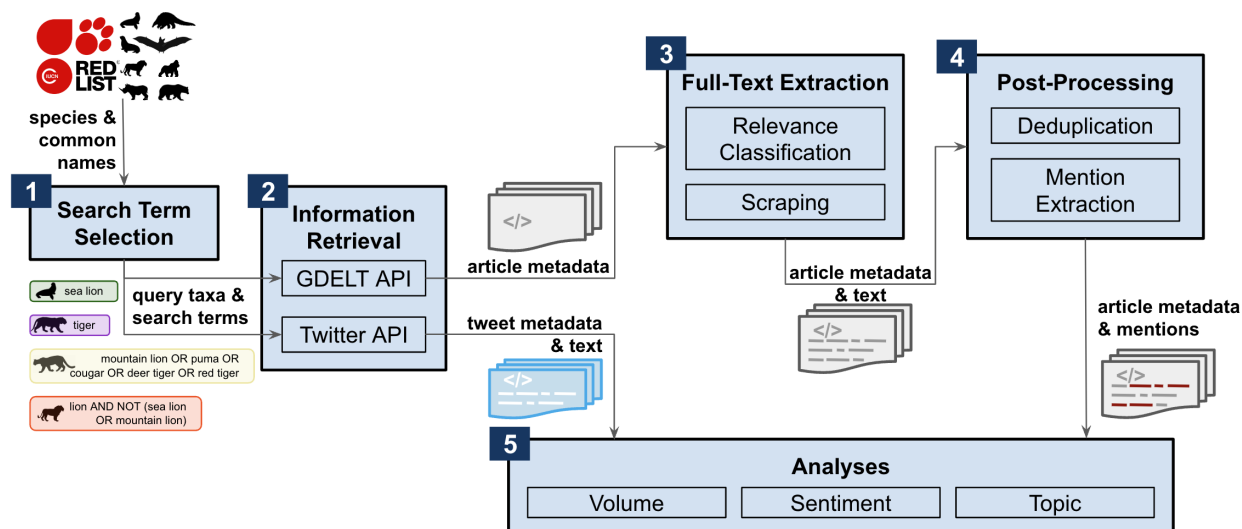 IUCN
RED
LIST
species &
common
names
1
Search Term
Selection
sea lion
tiger
mountain lion OR puma OR
cougar OR deer tiger OR red tiger
lion AND NOT (sea lion
OR mountain lion)
query taxa &
search terms
2
Information
Retrieval
GDELT API
Twitter API
</>
article metadata
tweet metadata
& text
</>
3
Full-Text Extraction
Relevance
Classification
Scraping
article metadata
& text
</>
4
Post-Processing
Deduplication
Mention
Extraction
article metadata
& mentions
</>
5
Analyses
Volume
Sentiment
Topic